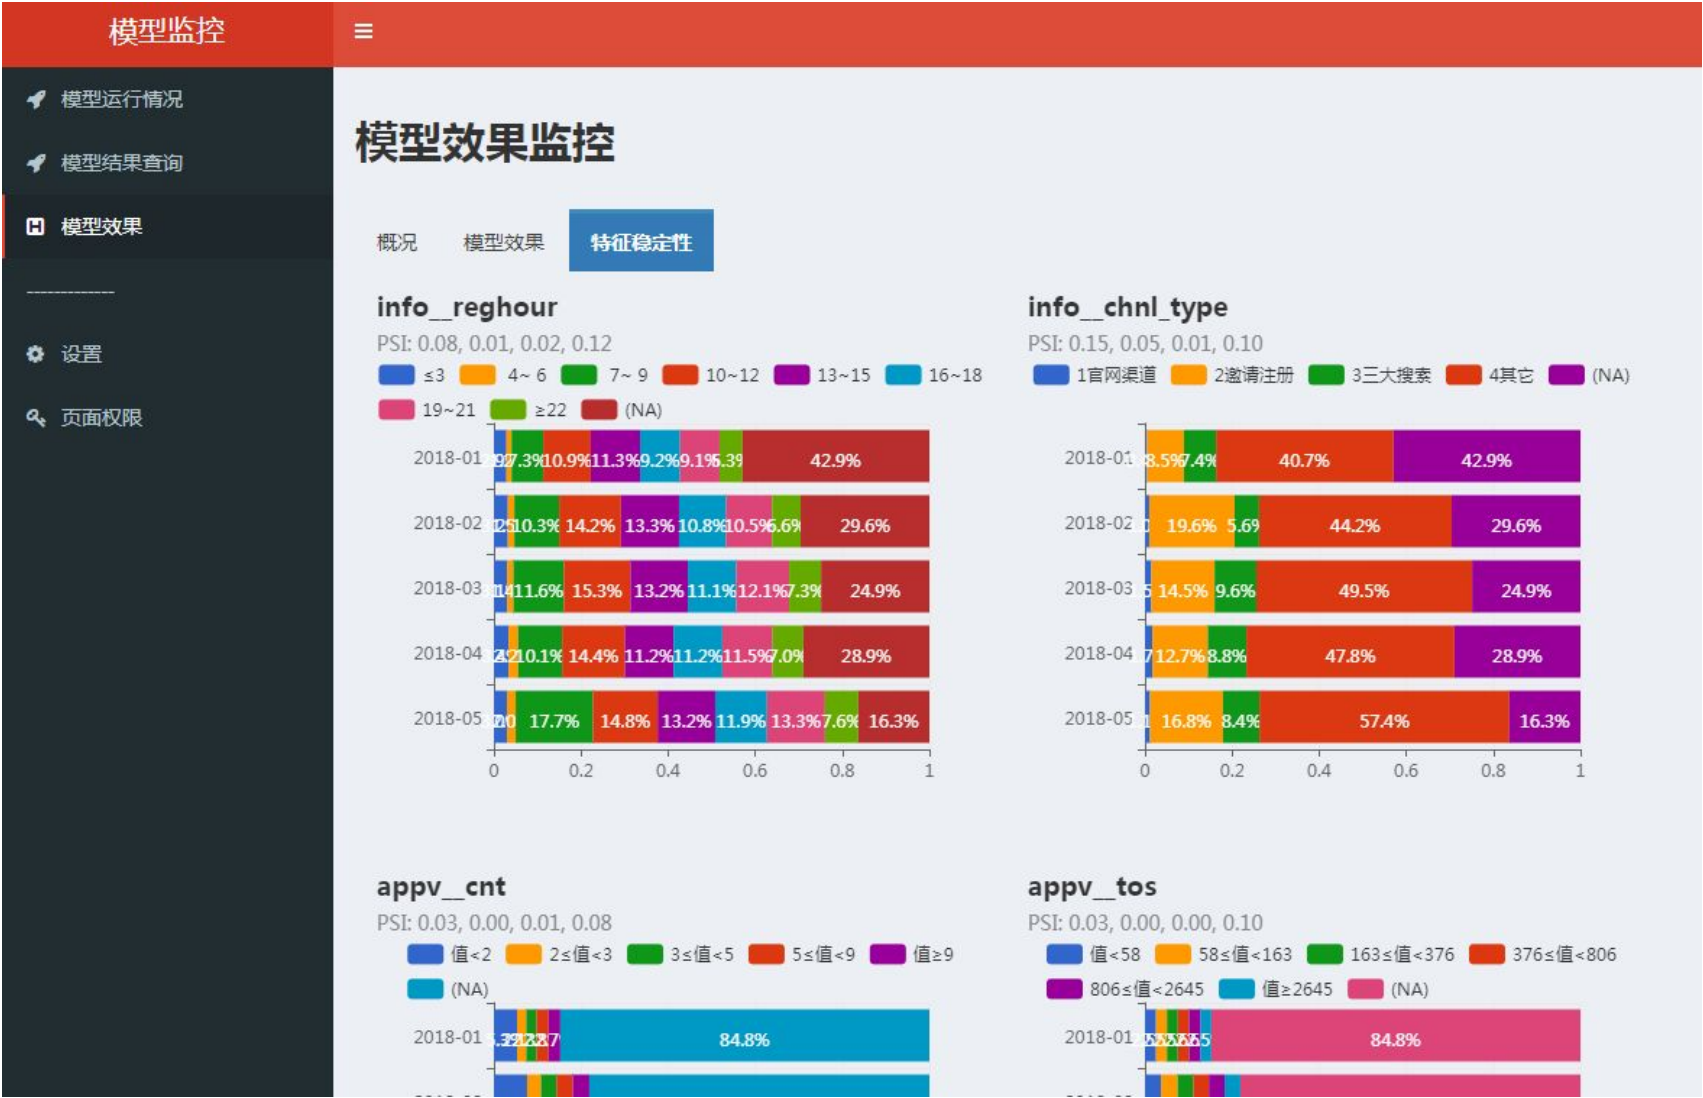 模型监控
模型运行情况
模型结果查询
模型效果
-------------
设置
页面权限
模型效果监控
概况 模型效果 特征稳定性
info__reghour
PSI: 0.08, 0.01, 0.02, 0.12
≤3 4~ 6 7~ 9 10~12 13~15 16~18
19~21 ≥22 (NA)
2018-01 7.3% 10.9% 11.3% 9.2% 9.1% 42.9%
2018-02 10.3% 14.2% 13.3% 10.8% 10.5% 29.6%
2018-03 11.6% 15.3% 13.2% 11.1% 12.1% 24.9%
2018-04 10.1% 14.4% 11.2% 11.2% 11.5% 28.9%
2018-05 17.7% 14.8% 13.2% 11.9% 13.3% 7.6% 16.3%
0 0.2 0.4 0.6 0.8 1
info__chnl_type
PSI: 0.15, 0.05, 0.01, 0.10
1官网渠道 2邀请注册 3三大搜索 4其它 (NA)
2018-01 8.5% 7.4% 40.7% 42.9%
2018-02 19.6% 44.2% 29.6%
2018-03 14.5% 9.6% 49.5% 24.9%
2018-04 12.7% 8.8% 47.8% 28.9%
2018-05 16.8% 8.4% 57.4% 16.3%
0 0.2 0.4 0.6 0.8 1
appv__cnt
PSI: 0.03, 0.00, 0.01, 0.08
值<2 2≤值<3 3≤值<5 5≤值<9 值≥9
(NA)
2018-01 84.8%
appv__tos
PSI: 0.03, 0.00, 0.00, 0.10
值<58 58≤值<163 163≤值<376 376≤值<806
806≤值<2645 值≥2645 (NA)
2018-01 84.8%